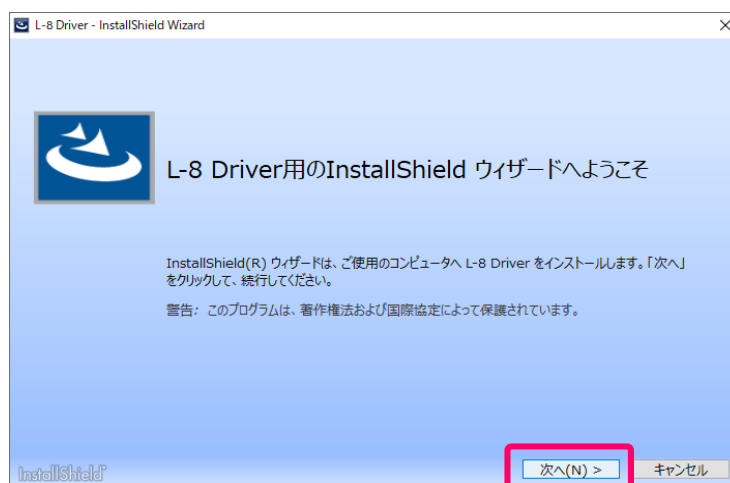 L-8 Driver - InstallShield Wizard
L-8 Driver用のInstallShield ウィザードへようこそ
InstallShield(R) ウィザードは、ご使用のコンピュータへ L-8 Driver をインストールします。「次へ」
をクリックして、続行してください。
警告: このプログラムは、著作権法および国際協定によって保護されています。
InstallShield
次へ(N) >
キャンセル